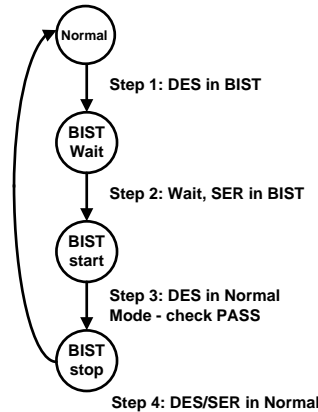 Normal
Step 1: DES in BIST
BIST
Wait
Step 2: Wait, SER in BIST
BIST
start
Step 3: DES in Normal
Mode - check PASS
BIST
stop
Step 4: DES/SER in Normal